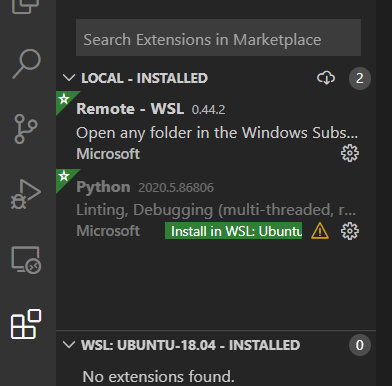 Search Extensions in Marketplace
LOCAL - INSTALLED 2
Remote - WSL 0.44.2
Open any folder in the Windows Subs...
Microsoft
Python 2020.5.86806
Linting, Debugging (multi-threaded, r...
Microsoft Install in WSL: Ubuntu
WSL: UBUNTU-18.04 - INSTALLED 0
No extensions found.